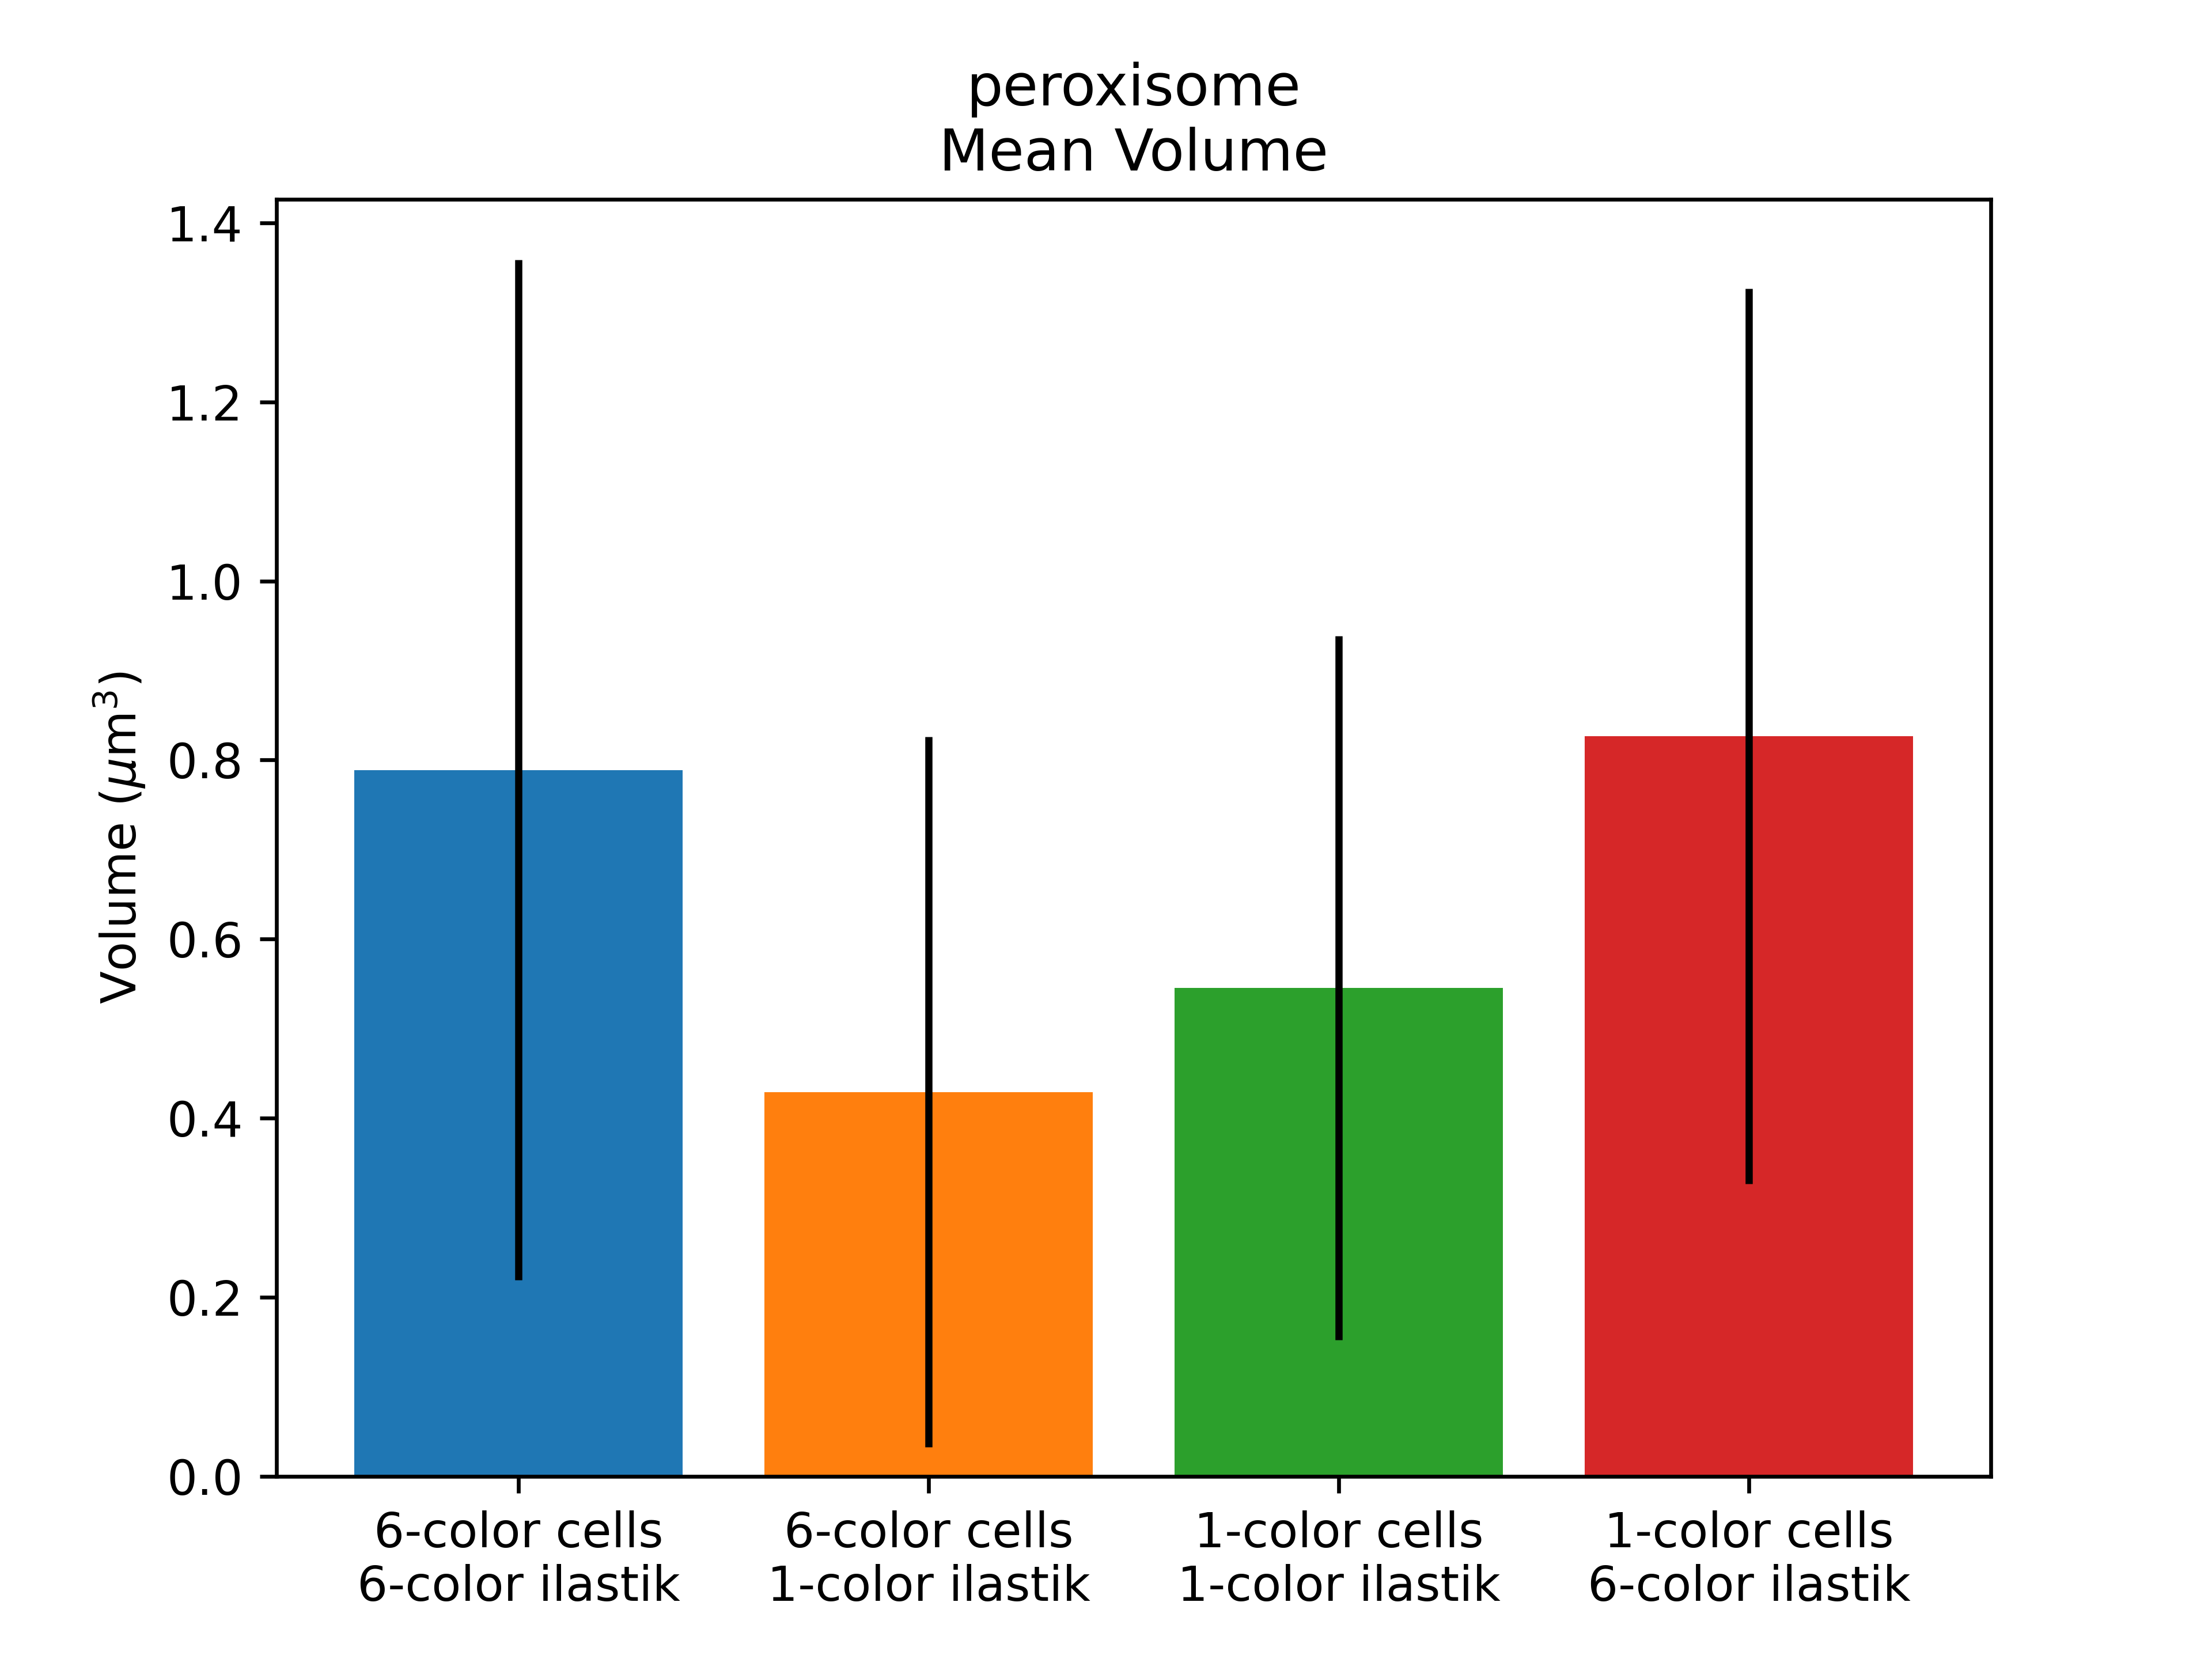 peroxisome
Mean Volume
Volume (μm³)
1.4
1.2
1.0
0.8
0.6
0.4
0.2
0.0
6-color cells
6-color ilastik
6-color cells
1-color ilastik
1-color cells
1-color ilastik
1-color cells
6-color ilastik